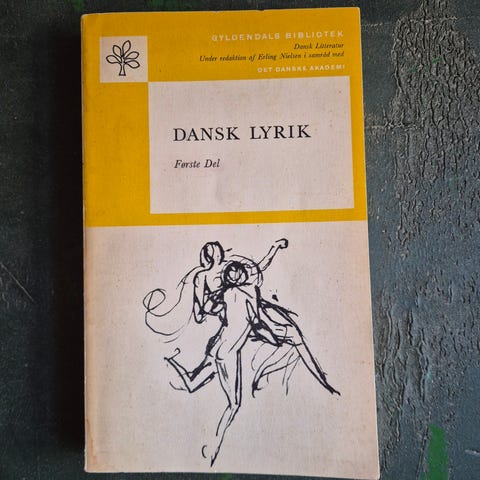 GYLDENDALS BIBLIOTEK
Dansk Litteratur
Under redaktion af Erling Nielsen i samråd med
DET DANSKE AKADEMI
DANSK LYRIK
Første Del